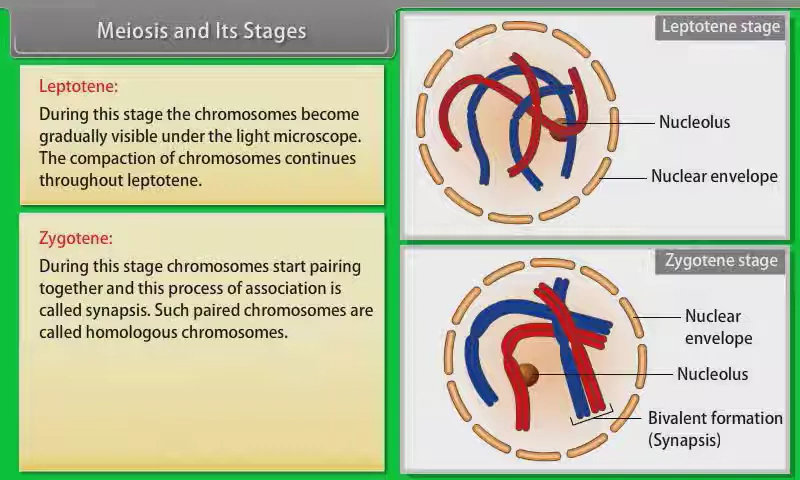 Meiosis and Its Stages
Leptotene:
During this stage the chromosomes become
gradually visible under the light microscope.
The compaction of chromosomes continues
throughout leptotene.
Zygotene:
During this stage chromosomes start pairing
together and this process of association is
called synapsis. Such paired chromosomes are
called homologous chromosomes.
Leptotene stage
Nucleolus
Nuclear envelope
Zygotene stage
Nuclear
envelope
Nucleolus
Bivalent formation
(Synapsis)